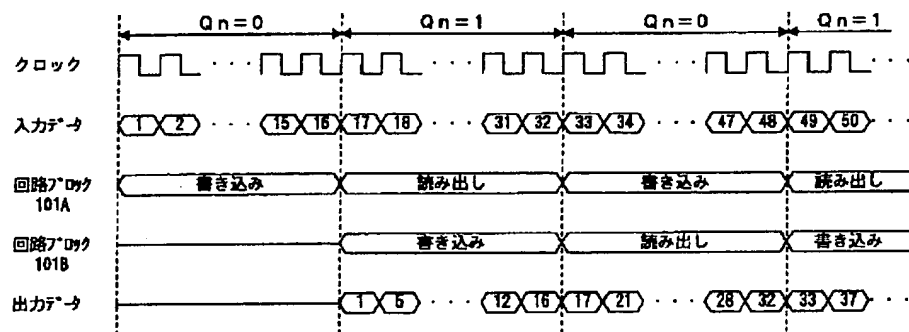 Qn=0 Qn=1 Qn=0 Qn=1
クロック ・・・ ・・・ ・・・ ・・・
入力データ 1 2 ・・・ 15 16 17 18 ・・・ 31 32 33 34 ・・・ 47 48 49 50 ・・・
回路ブロック 101A 書き込み 読み出し 書き込み 読み出し
回路ブロック 101B 書き込み 読み出し 書き込み
出力データ 1 5 ・・・ 12 16 17 21 ・・・ 28 32 33 37 ・・・